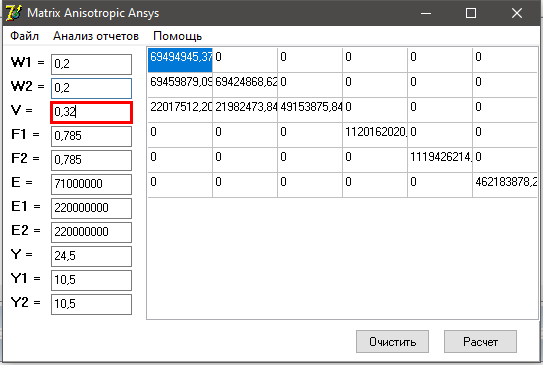 Matrix Anisotropic Ansys
Файл Анализ отчетов Помощь
W1 = 0,2
W2 = 0,2
V = 0,32
F1 = 0,785
F2 = 0,785
E = 71000000
E1 = 220000000
E2 = 220000000
Y = 24,5
Y1 = 10,5
Y2 = 10,5
69494945,37 0 0 0 0 0
69459879,09 69424868,62 0 0 0 0
22017512,20 21982473,84 49153875,84 0 0 0
0 0 0 1120162020, 0 0
0 0 0 0 1119426214, 0
0 0 0 0 0 462183878,2
Очистить Расчет